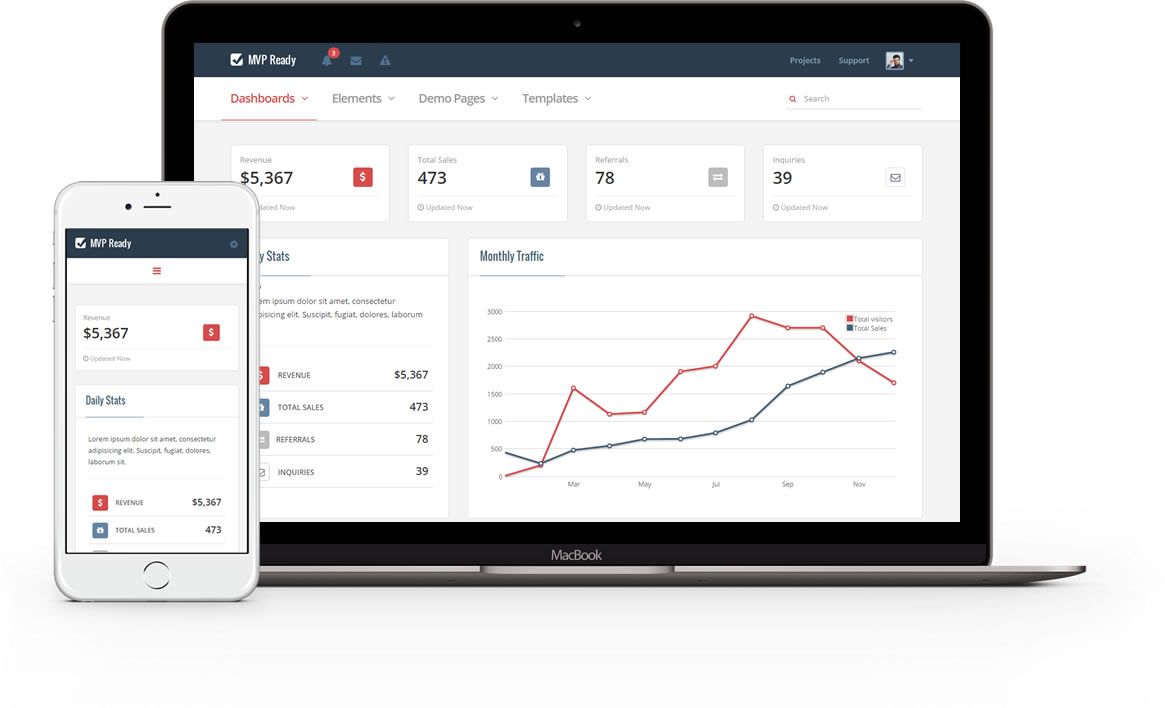 MVP Ready
3
Projects
Support
Dashboards
Elements
Demo Pages
Templates
Search
Revenue
$5,367
$
Updated Now
Total Sales
473
Updated Now
Referrals
78
Updated Now
Inquiries
39
Updated Now
y Stats
em ipsum dolor sit amet, consectetur
pisicing elit. Suscipit, fugiat, dolores, laborum
REVENUE $5,367
TOTAL SALES 473
REFERRALS 78
INQUIRIES 39
Monthly Traffic
Total visitors
Total Sales
3000
2500
2000
1500
1000
500
0
Mar
May
Jul
Sep
Nov
MacBook
MVP Ready
Revenue
$5,367
$
Updated Now
Daily Stats
Lorem ipsum dolor sit amet, consectetur
adipisicing elit. Suscipit, fugiat, dolores,
laborum sit.
$ REVENUE $5,367
TOTAL SALES 473